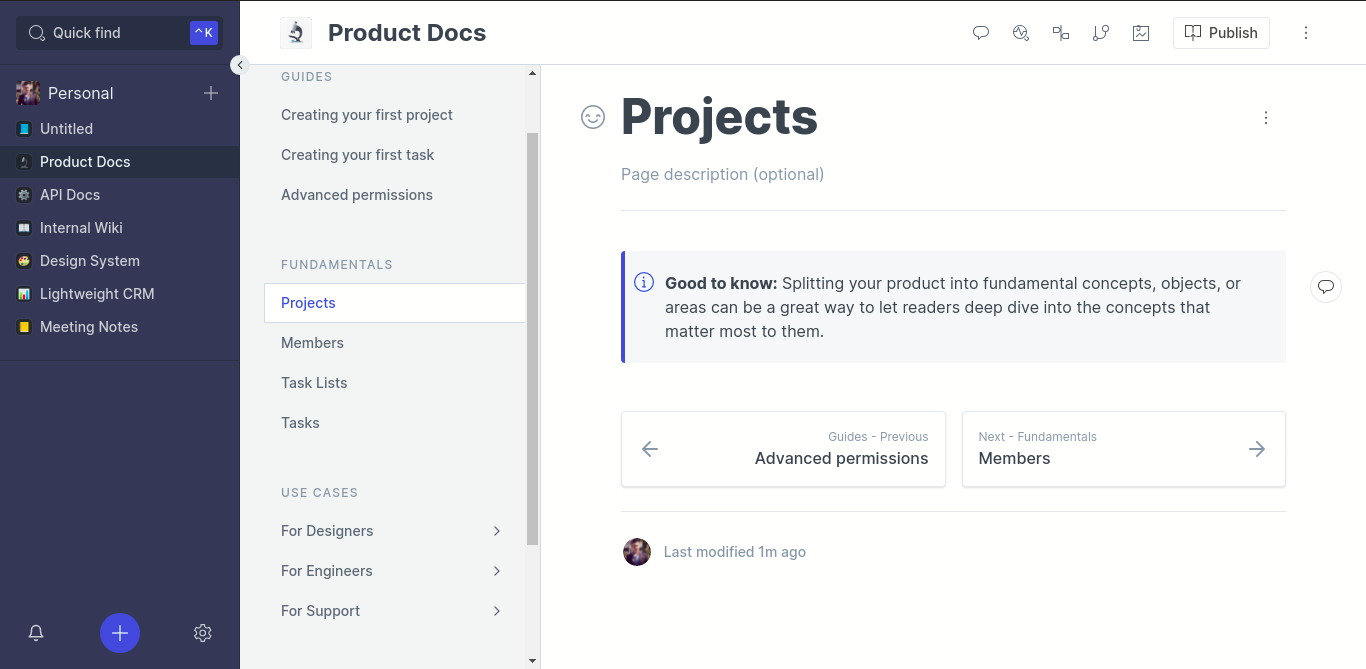 Quick find
^K
Personal
Untitled
Product Docs
API Docs
Internal Wiki
Design System
Lightweight CRM
Meeting Notes
Product Docs
Publish
GUIDES
Creating your first project
Creating your first task
Advanced permissions
FUNDAMENTALS
Projects
Members
Task Lists
Tasks
USE CASES
For Designers
For Engineers
For Support
Projects
Page description (optional)
Good to know: Splitting your product into fundamental concepts, objects, or
areas can be a great way to let readers deep dive into the concepts that
matter most to them.
Guides - Previous
Advanced permissions
Next - Fundamentals
Members
Last modified 1m ago